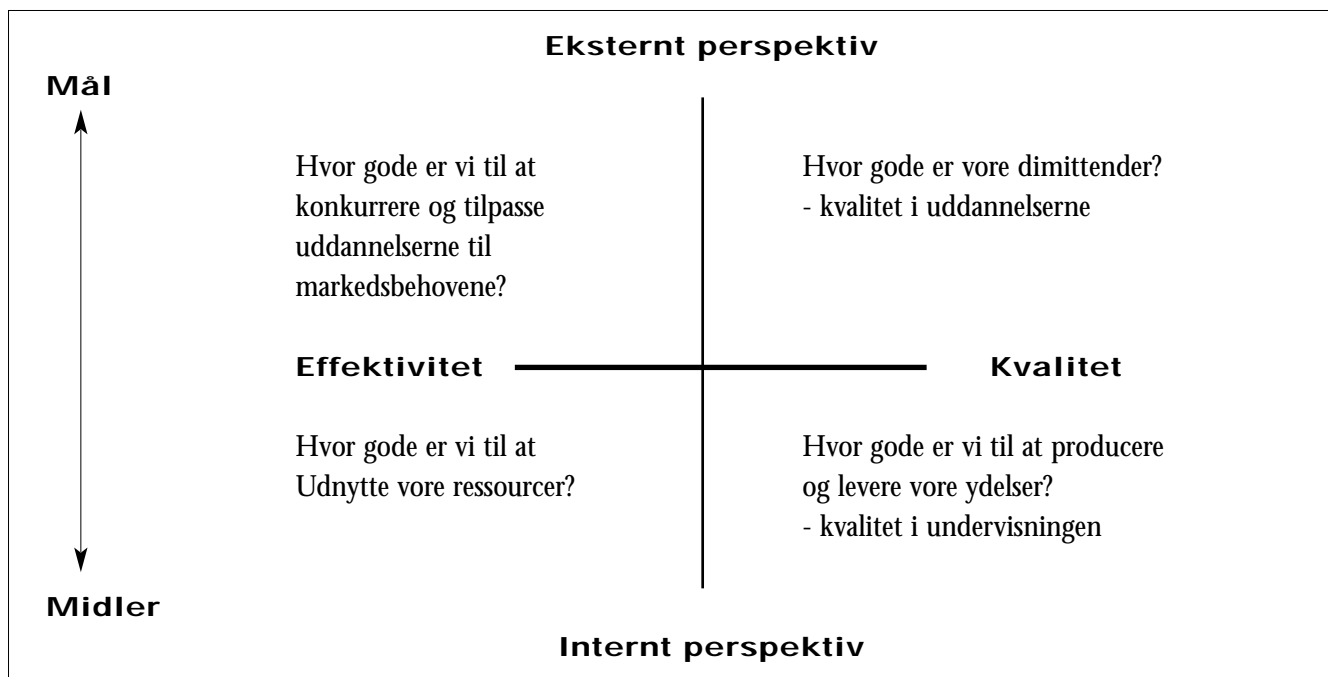 Eksternt perspektiv
Mål
Hvor gode er vi til at
konkurrere og tilpasse
uddannelserne til
markedsbehovene?
Hvor gode er vore dimittender?
- kvalitet i uddannelserne
Effektivitet
Kvalitet
Hvor gode er vi til at
Udnytte vore ressourcer?
Hvor gode er vi til at producere
og levere vore ydelser?
- kvalitet i undervisningen
Midler
Internt perspektiv